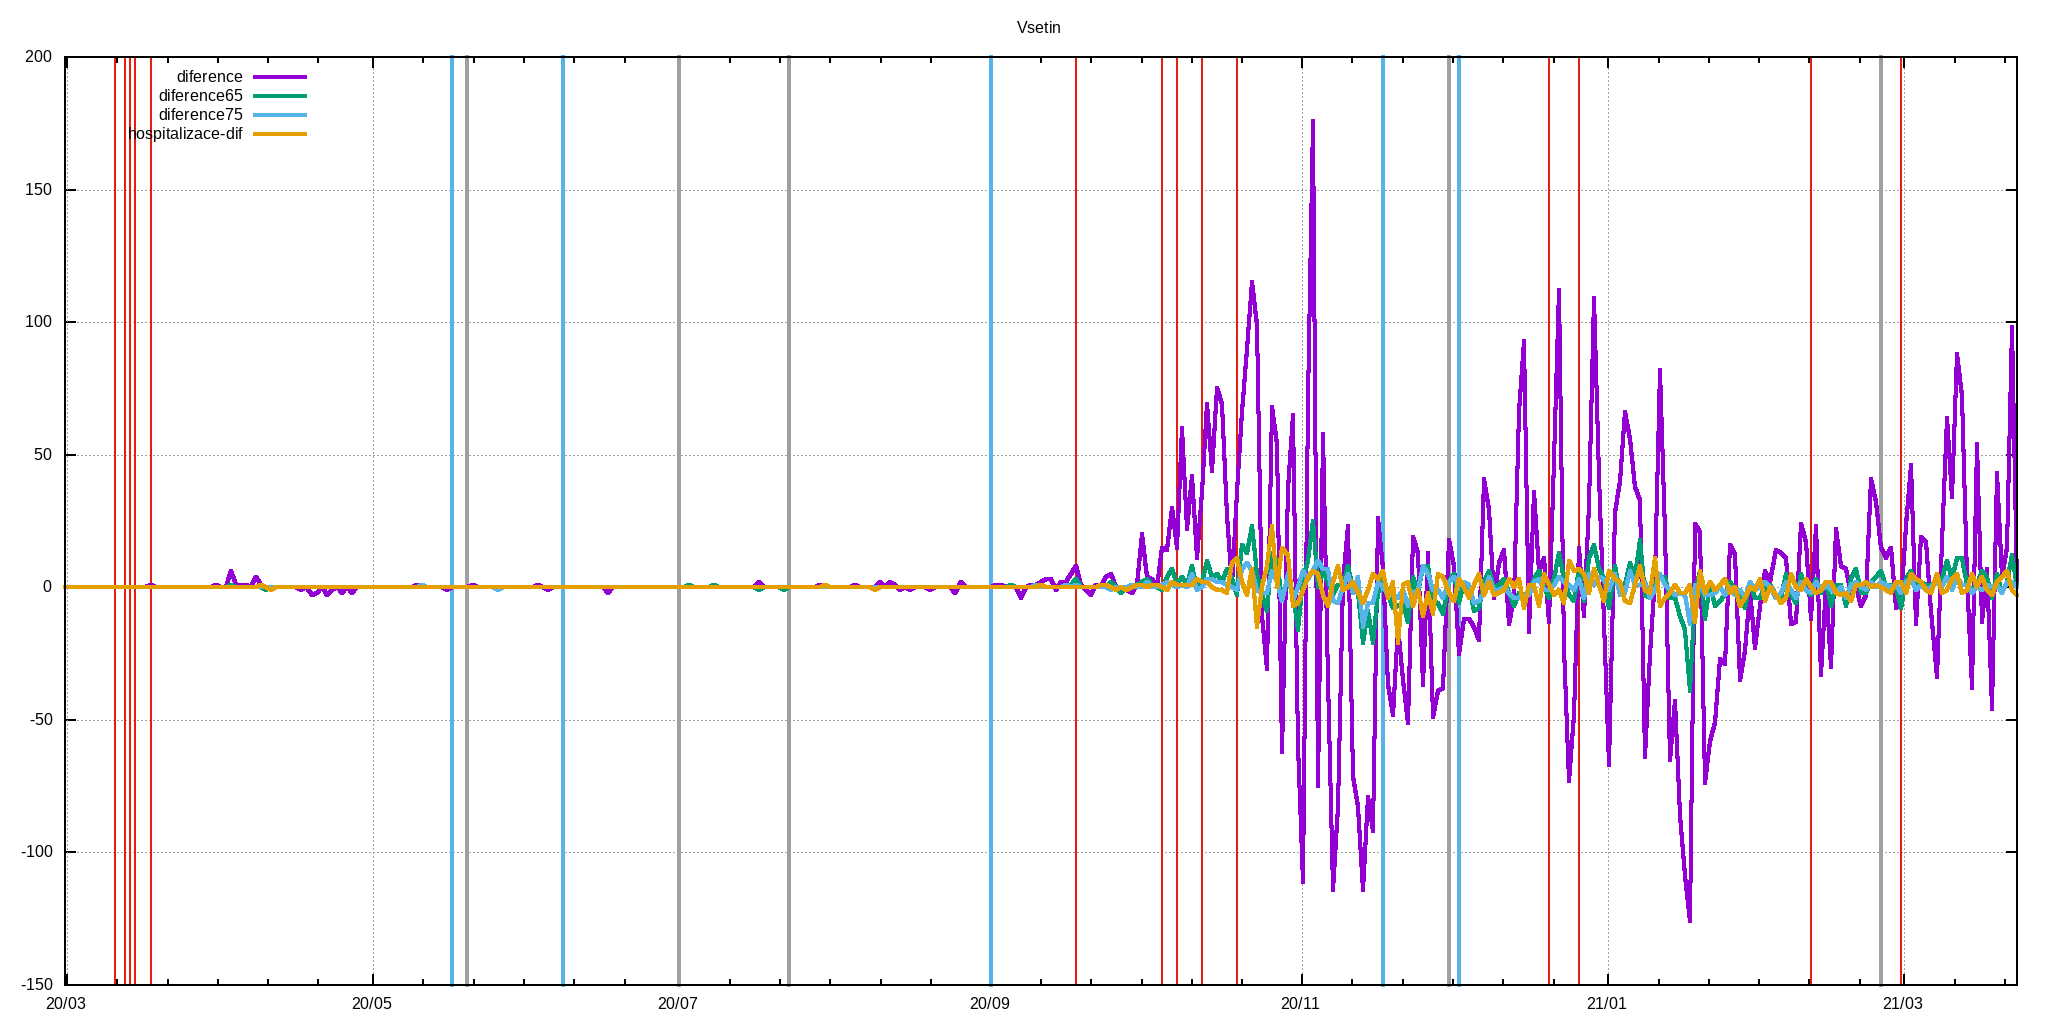 Vsetin
200
diference
diference65
diference75
hospitalizace-dif
150
100
50
0
-50
-100
-150
20/03 20/05 20/07 20/09 20/11 21/01 21/03